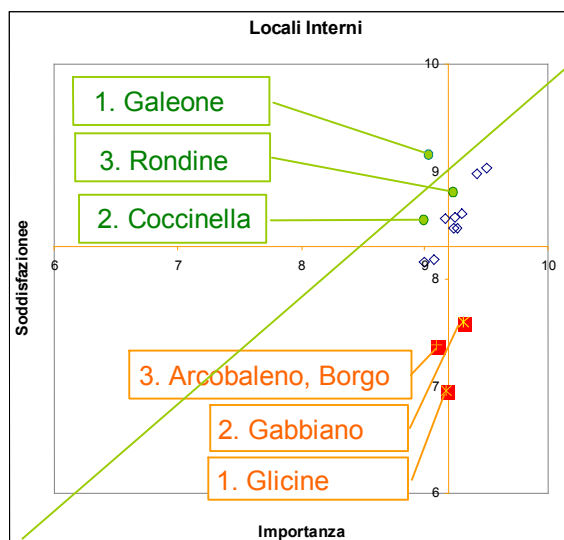 Locali Interni
10
1. Galeone
3. Rondine
9
2. Coccinella
6 7 8 9 10
8
Soddisfazionee
3. Arcobaleno, Borgo
7
2. Gabbiano
1. Glicine
6
Importanza